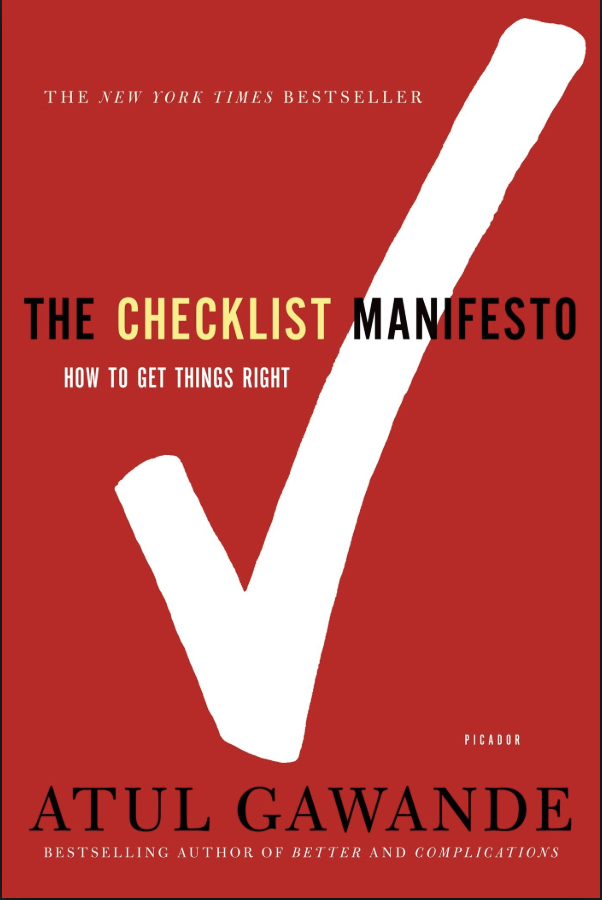 THE NEW YORK TIMES BESTSELLER
THE CHECKLIST MANIFESTO
HOW TO GET THINGS RIGHT
PICADOR
ATUL GAWANDE
BESTSELLING AUTHOR OF BETTER AND COMPLICATIONS